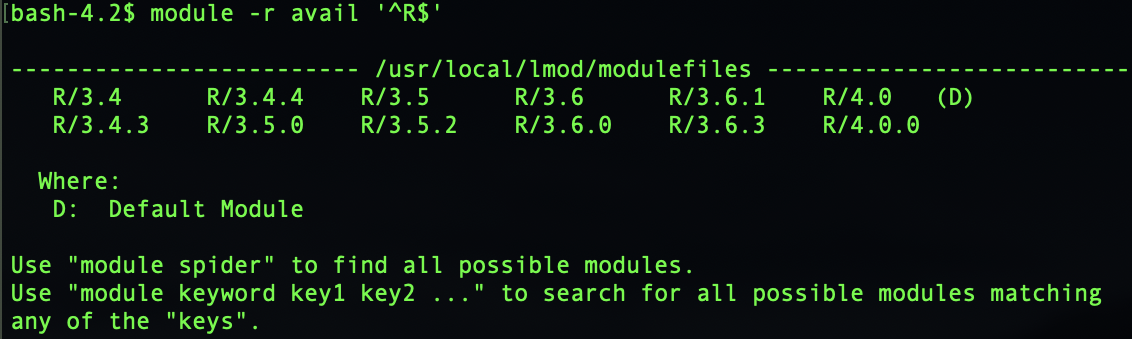 [bash-4.2$ module -r avail '^R$'
-------------------------- /usr/local/lmod/modulefiles --------------------------
R/3.4 R/3.4.4 R/3.5 R/3.6 R/3.6.1 R/4.0 (D)
R/3.4.3 R/3.5.0 R/3.5.2 R/3.6.0 R/3.6.3 R/4.0.0
Where:
D: Default Module
Use "module spider" to find all possible modules.
Use "module keyword key1 key2 ..." to search for all possible modules matching
any of the "keys".